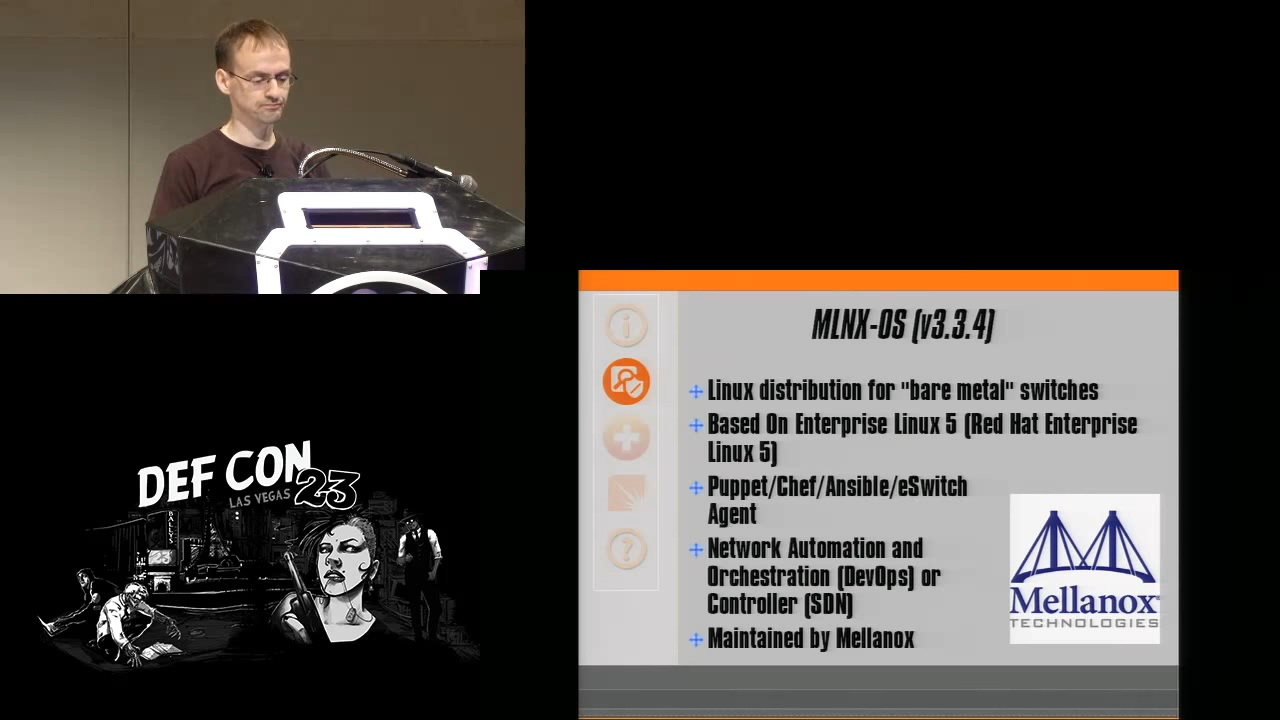 MLNX-OS (v3.3.4)
Linux distribution for "bare metal" switches
Based On Enterprise Linux 5 (Red Hat Enterprise
Linux 5)
Puppet/Chef/Ansible/eSwitch
Agent
Network Automation and
Orchestration (DevOps) or
Controller (SDN)
Maintained by Mellanox
Mellanox
TECHNOLOGIES
DEF CON
LAS VEGAS 23
BALLY'S